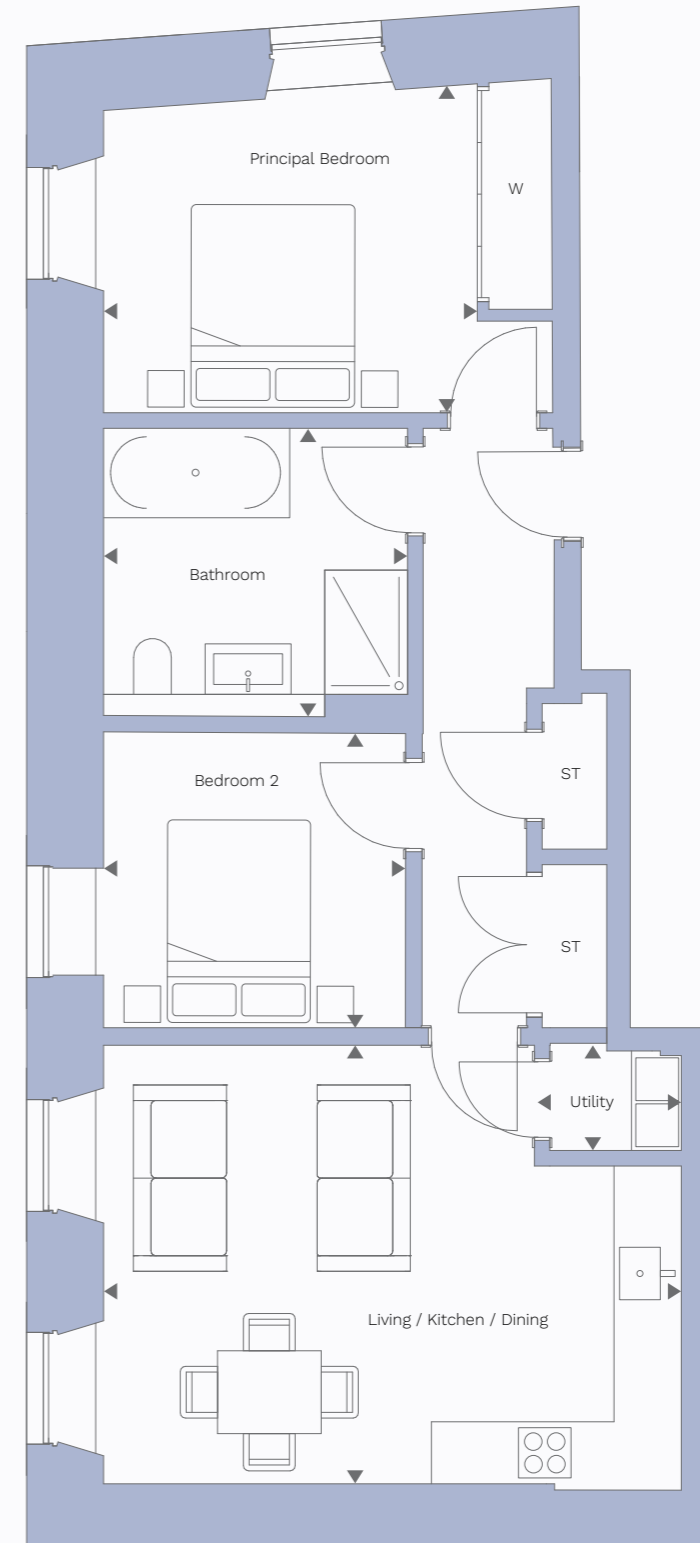 Principal Bedroom
W
Bathroom
Bedroom 2
ST
ST
Utility
Living / Kitchen / Dining